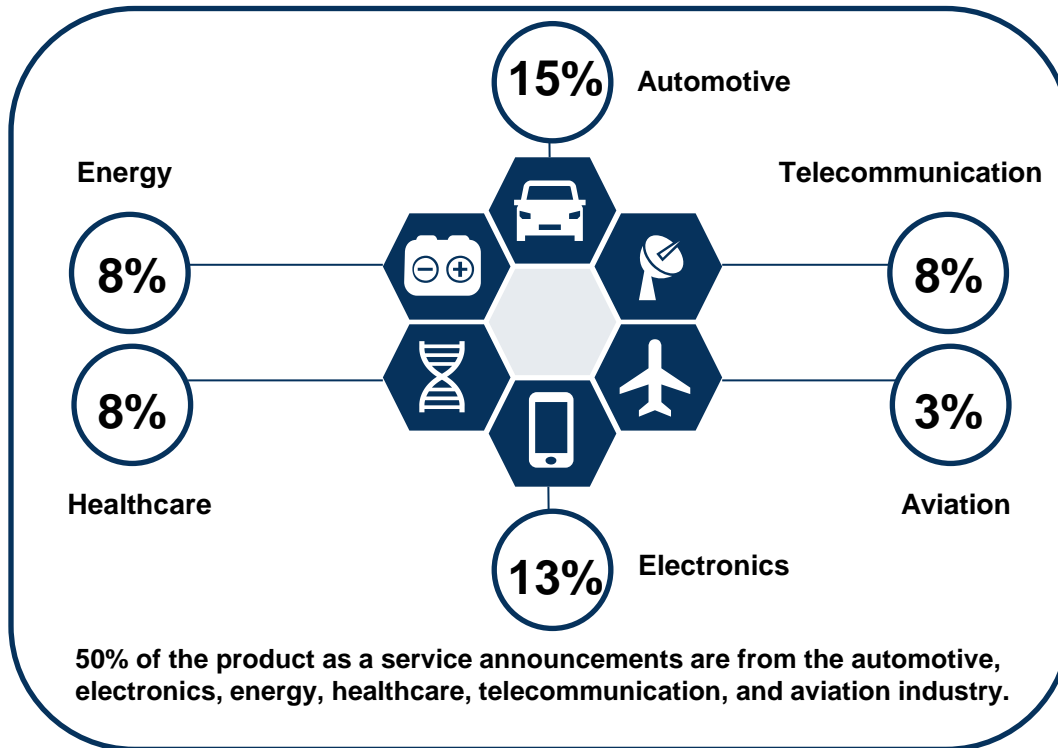 15%
Automotive
Energy
Telecommunication
8%
8%
8%
3%
Healthcare
Aviation
13%
Electronics
50% of the product as a service announcements are from the automotive,
electronics, energy, healthcare, telecommunication, and aviation industry.